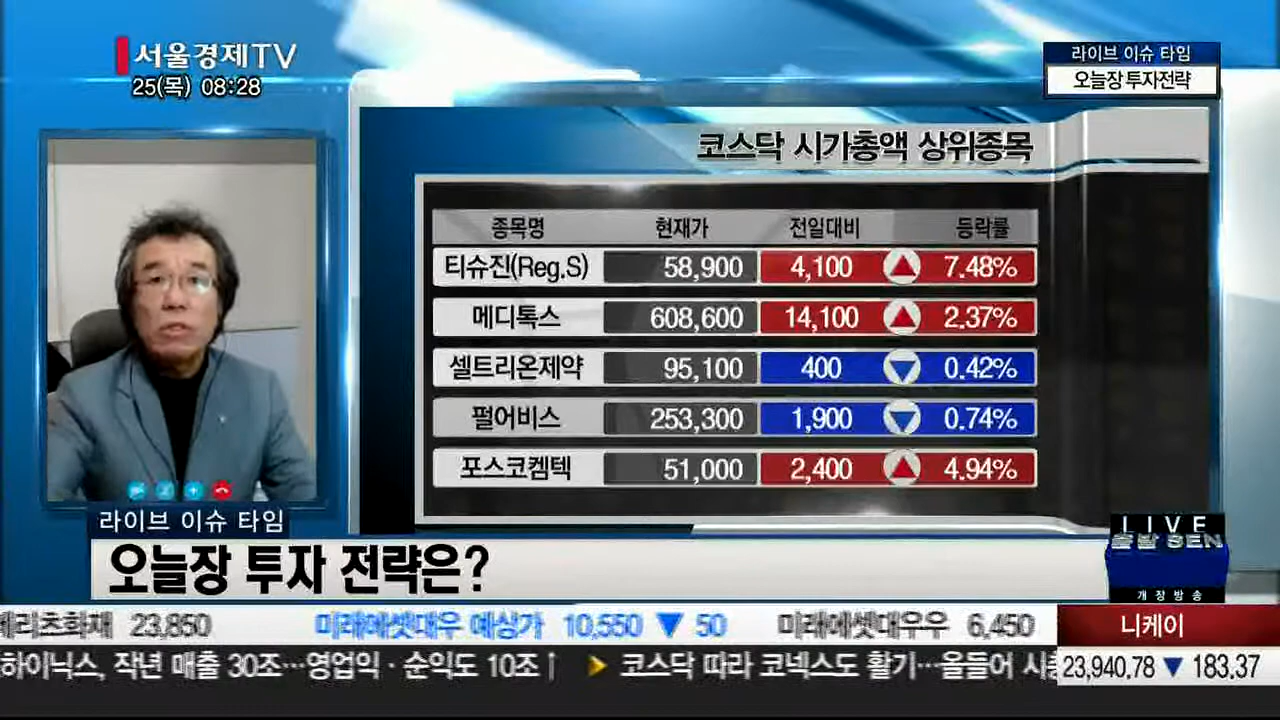 서울경제TV
25(목) 08:28
라이브 이슈 타임
오늘장 투자전략
코스닥 시가총액 상위종목
종목명 현재가 전일대비 등락률
티슈진(Reg.S) 58,900 4,100 ▲ 7.48%
메디톡스 608,600 14,100 ▲ 2.37%
셀트리온제약 95,100 400 ▼ 0.42%
펄어비스 253,300 1,900 ▼ 0.74%
포스코켐텍 51,000 2,400 ▲ 4.94%
라이브 이슈 타임
오늘장 투자 전략은?
LIVE
출발 SEN
개장방송
메리츠화재 23,850 미래에셋대우 예상가 10,550 ▼ 50 미래에셋대우우 6,450
니케이
하이닉스, 작년 매출 30조…영업익·순익도 10조↑ 코스닥 따라 코넥스도 활기…올들어
23,940.78 ▼ 183.37